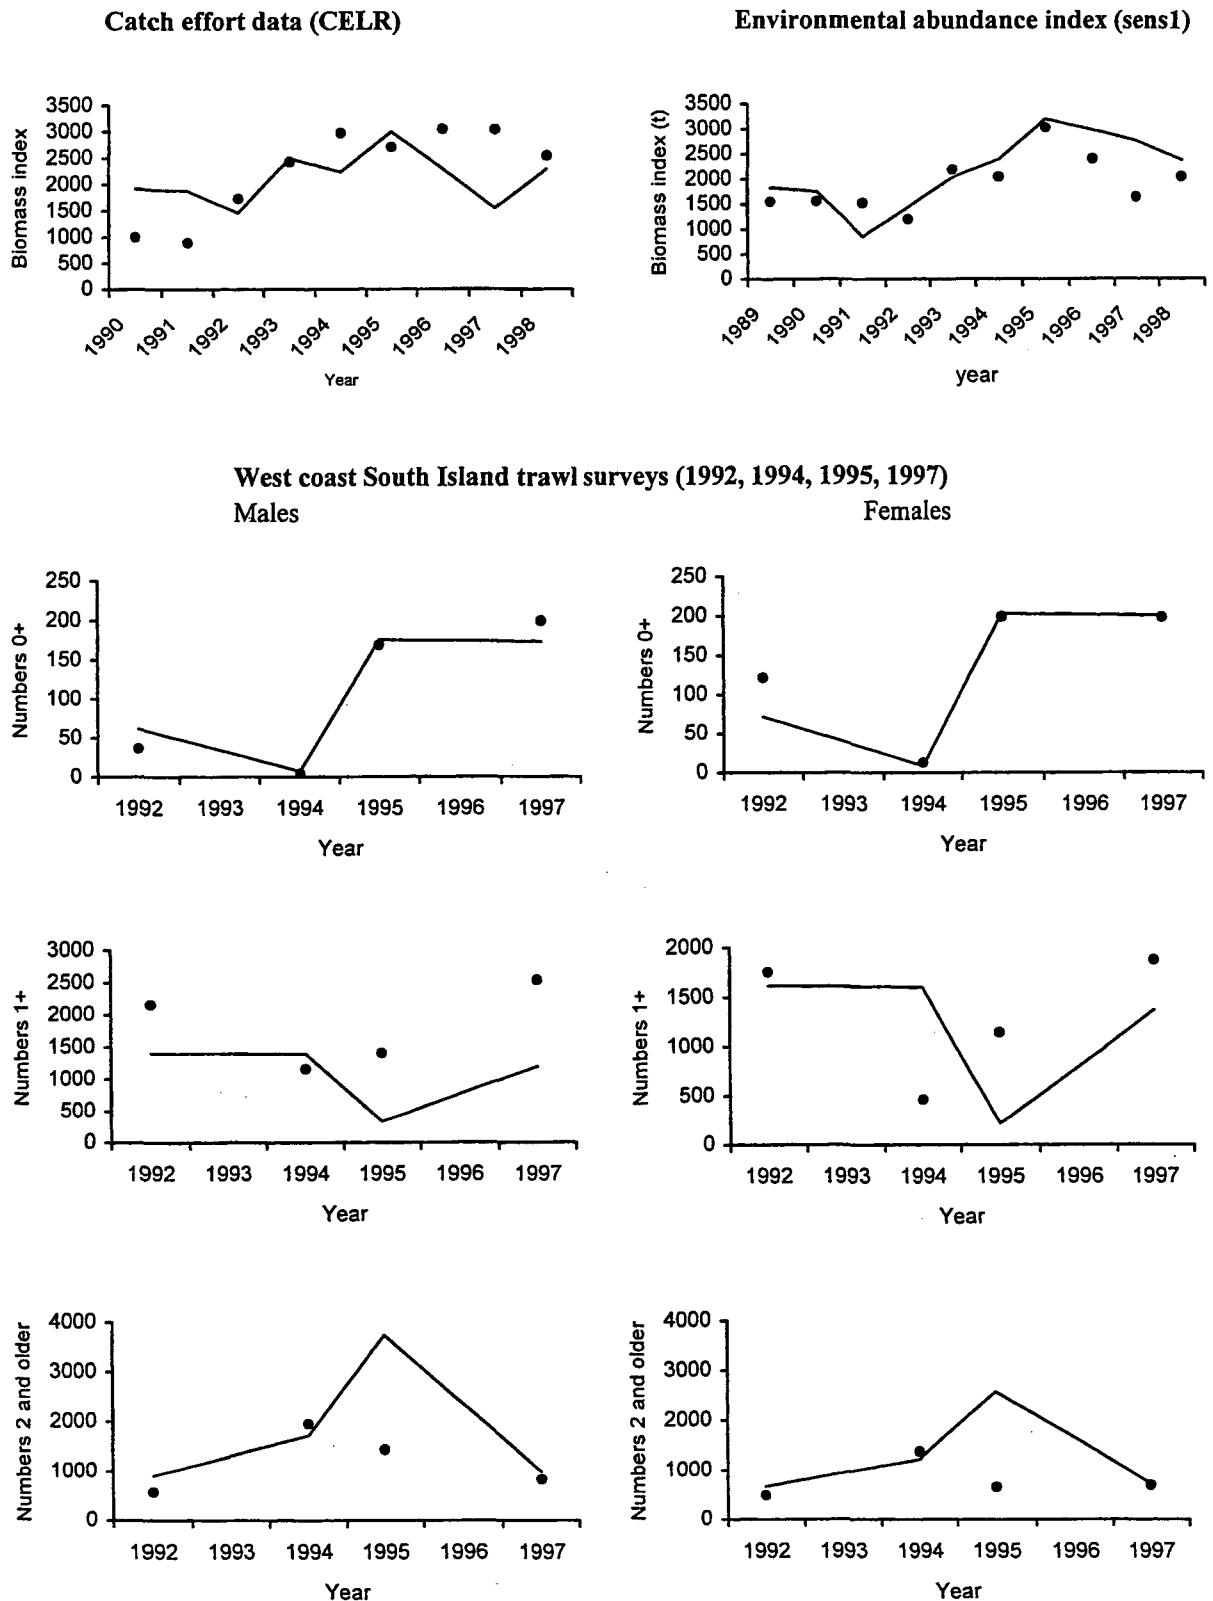 Catch effort data (CELR)
Environmental abundance index (sens1)
Biomass index
3500
3000
2500
2000
1500
1000
500
0
1990 1991 1992 1993 1994 1995 1996 1997 1998
Year
Biomass index (t)
3500
3000
2500
2000
1500
1000
500
0
1989 1990 1991 1992 1993 1994 1995 1996 1997 1998
year
West coast South Island trawl surveys (1992, 1994, 1995, 1997)
Males
Females
Numbers 0+
250
200
150
100
50
0
1992 1993 1994 1995 1996 1997
Year
Numbers 0+
250
200
150
100
50
0
1992 1993 1994 1995 1996 1997
Year
Numbers 1+
3000
2500
2000
1500
1000
500
0
1992 1993 1994 1995 1996 1997
Year
Numbers 1+
2000
1500
1000
500
0
1992 1993 1994 1995 1996 1997
Year
Numbers 2 and older
4000
3000
2000
1000
0
1992 1993 1994 1995 1996 1997
Year
Numbers 2 and older
4000
3000
2000
1000
0
1992 1993 1994 1995 1996 1997
Year